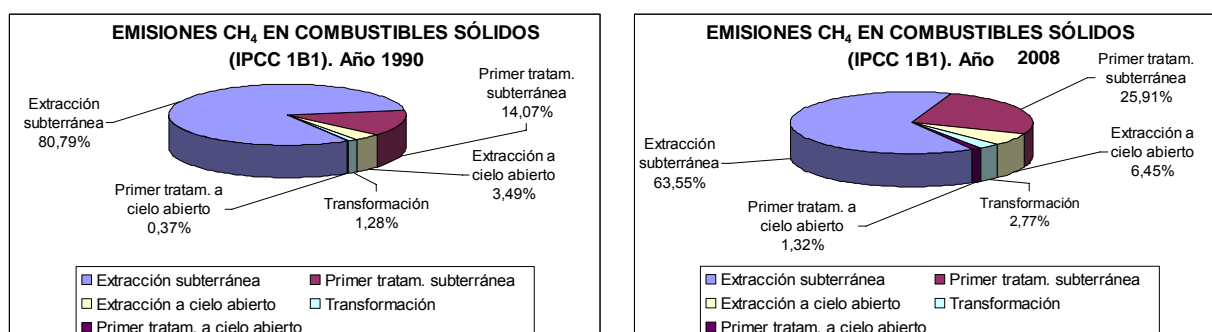 EMISIONES CH4 EN COMBUSTIBLES SÓLIDOS
(IPCC 1B1). Año 1990
Primer tratam.
subterránea
14,07%
Extracción
subterránea
80,79%
Extracción a
cielo abierto
3,49%
Primer tratam. a
cielo abierto
0,37%
Transformación
1,28%
Extracción subterránea
Primer tratam. subterránea
Extracción a cielo abierto
Transformación
Primer tratam. a cielo abierto
EMISIONES CH4 EN COMBUSTIBLES SÓLIDOS
(IPCC 1B1). Año 2008
Primer tratam.
subterránea
25,91%
Extracción
subterránea
63,55%
Extracción a
cielo abierto
6,45%
Primer tratam. a
cielo abierto
1,32%
Transformación
2,77%
Extracción subterránea
Primer tratam. subterránea
Extracción a cielo abierto
Transformación
Primer tratam. a cielo abierto